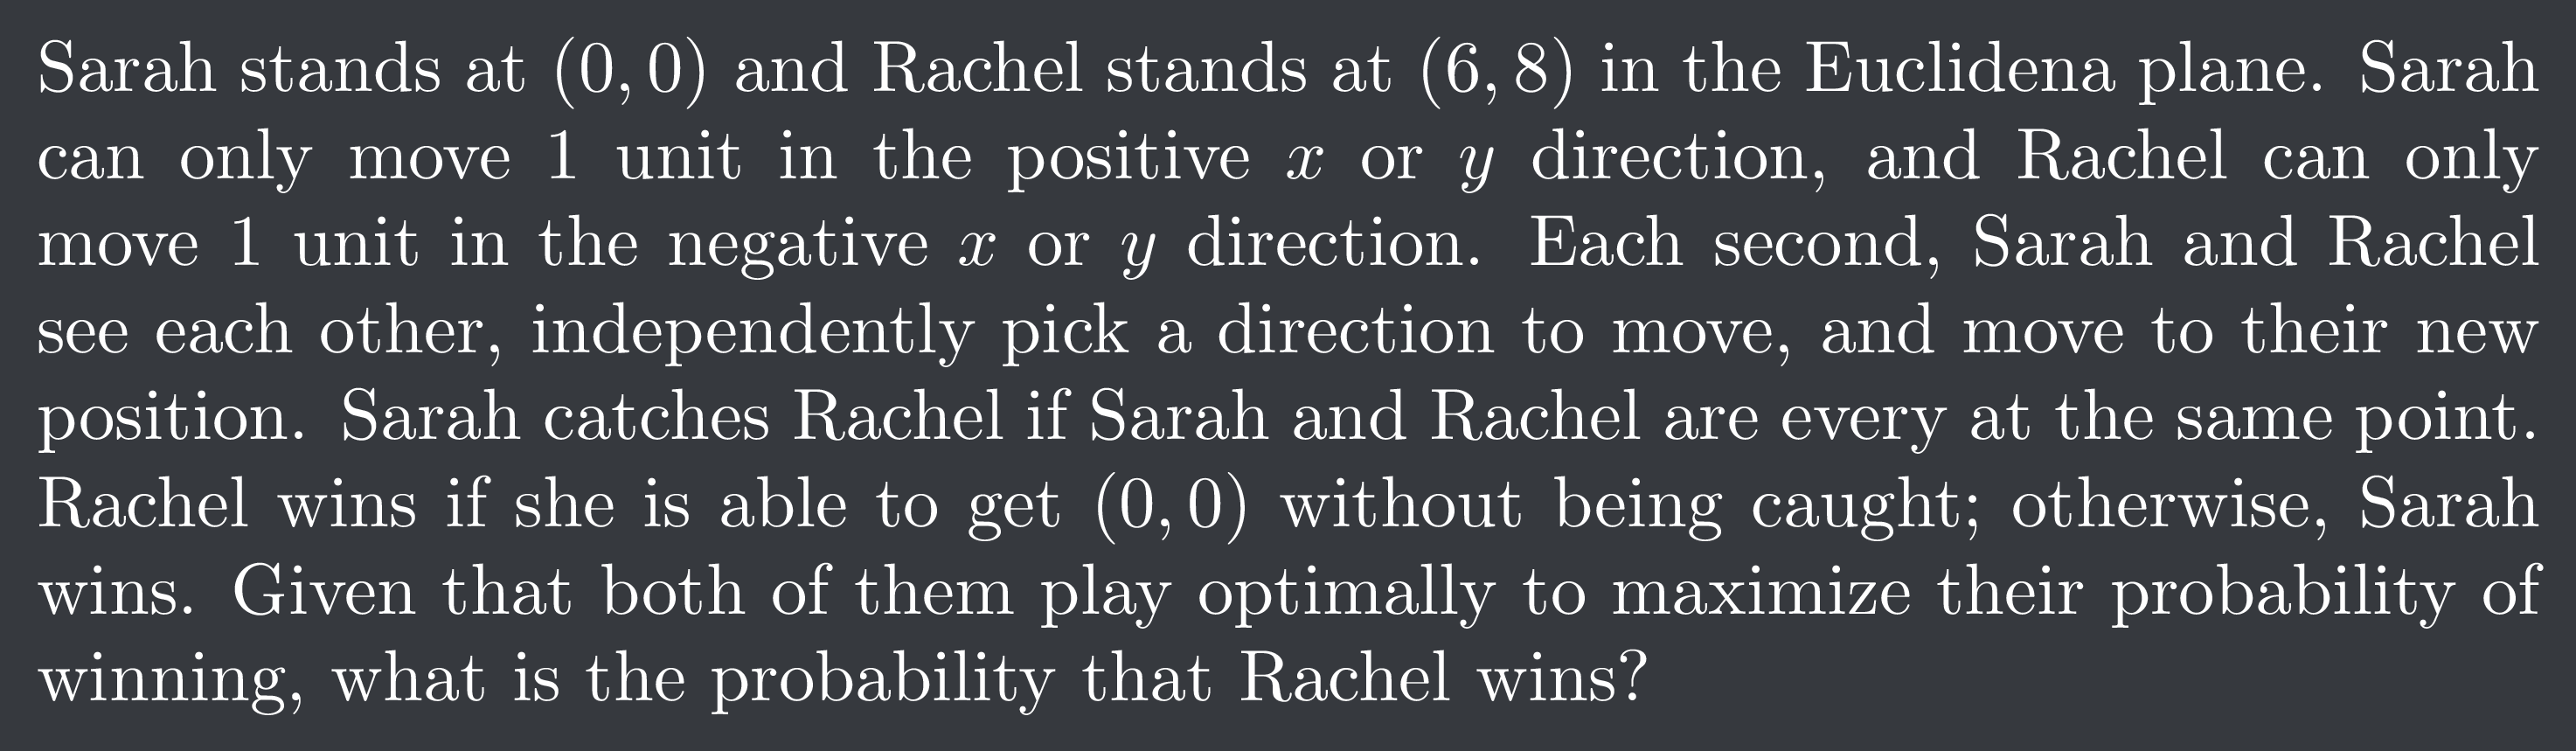 Sarah stands at (0, 0) and Rachel stands at (6, 8) in the Euclidena plane. Sarah
can only move 1 unit in the positive x or y direction, and Rachel can only
move 1 unit in the negative x or y direction. Each second, Sarah and Rachel
see each other, independently pick a direction to move, and move to their new
position. Sarah catches Rachel if Sarah and Rachel are every at the same point.
Rachel wins if she is able to get (0, 0) without being caught; otherwise, Sarah
wins. Given that both of them play optimally to maximize their probability of
winning, what is the probability that Rachel wins?